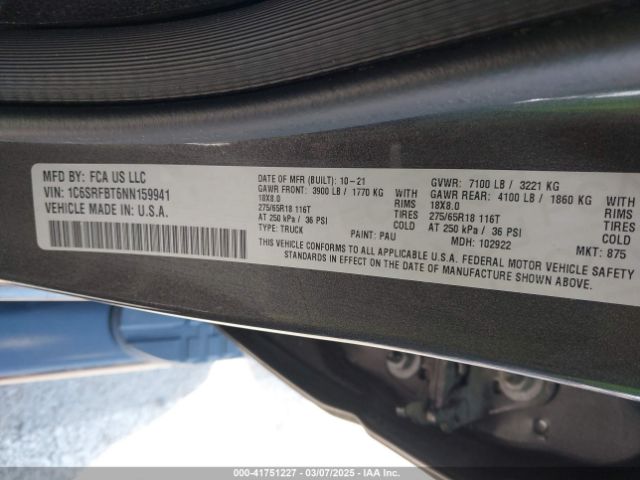 MFD BY: FCA US LLC
VIN: 1C6SRFBT6NN159941
VEHICLE MADE IN U.S.A.
DATE OF MFR (BUILT): 10-21
GAWR FRONT: 3900 LB / 1770 KG
18X8.0 RIMS
275/65R18 116T TIRES
AT 250 kPa / 36 PSI COLD
TYPE: TRUCK PAINT: PAU
GVWR: 7100 LB / 3221 KG
GAWR REAR: 4100 LB / 1860 KG WITH
18X8.0 RIMS
275/65R18 116T TIRES
AT 250 kPa / 36 PSI COLD
MDH: 102922 MKT: 875
THIS VEHICLE CONFORMS TO ALL APPLICABLE U.S.A. FEDERAL MOTOR VEHICLE SAFETY
STANDARDS IN EFFECT ON THE DATE OF MANUFACTURE SHOWN ABOVE.
000-41751227 - 03/07/2025 - IAAI.COM